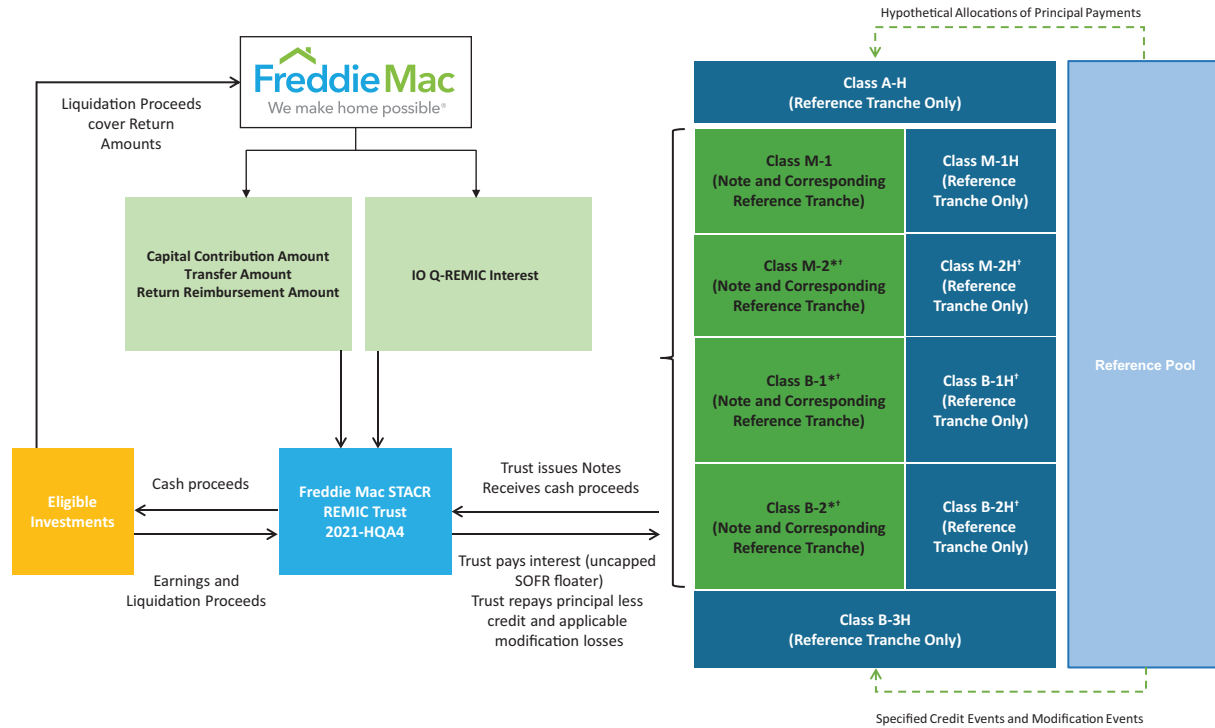 Hypothetical Allocations of Principal Payments
Freddie Mac
We make home possible®
Liquidation Proceeds
cover Return
Amounts
Capital Contribution Amount
Transfer Amount
Return Reimbursement Amount
IO Q-REMIC Interest
Eligible
Investments
Cash proceeds
Earnings and
Liquidation Proceeds
Freddie Mac STACR
REMIC Trust
2021-HQA4
Trust issues Notes
Receives cash proceeds
Trust pays interest (uncapped
SOFR floater)
Trust repays principal less
credit and applicable
modification losses
Class A-H
(Reference Tranche Only)
Class M-1
(Note and Corresponding
Reference Tranche)
Class M-1H
(Reference
Tranche Only)
Class M-2*†
(Note and Corresponding
Reference Tranche)
Class M-2H†
(Reference
Tranche Only)
Class B-1*†
(Note and Corresponding
Reference Tranche)
Class B-1H†
(Reference
Tranche Only)
Class B-2*†
(Note and Corresponding
Reference Tranche)
Class B-2H†
(Reference
Tranche Only)
Class B-3H
(Reference Tranche Only)
Reference Pool
Specified Credit Events and Modification Events